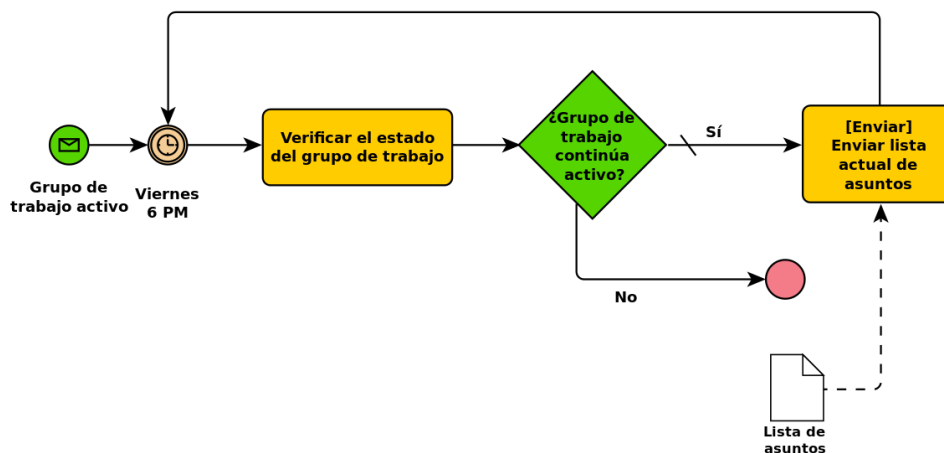 Grupo de
trabajo activo
Viernes
6 PM
Verificar el estado
del grupo de trabajo
¿Grupo de
trabajo
continúa
activo?
Sí
[Enviar]
Enviar lista
actual de
asuntos
No
Lista de
asuntos